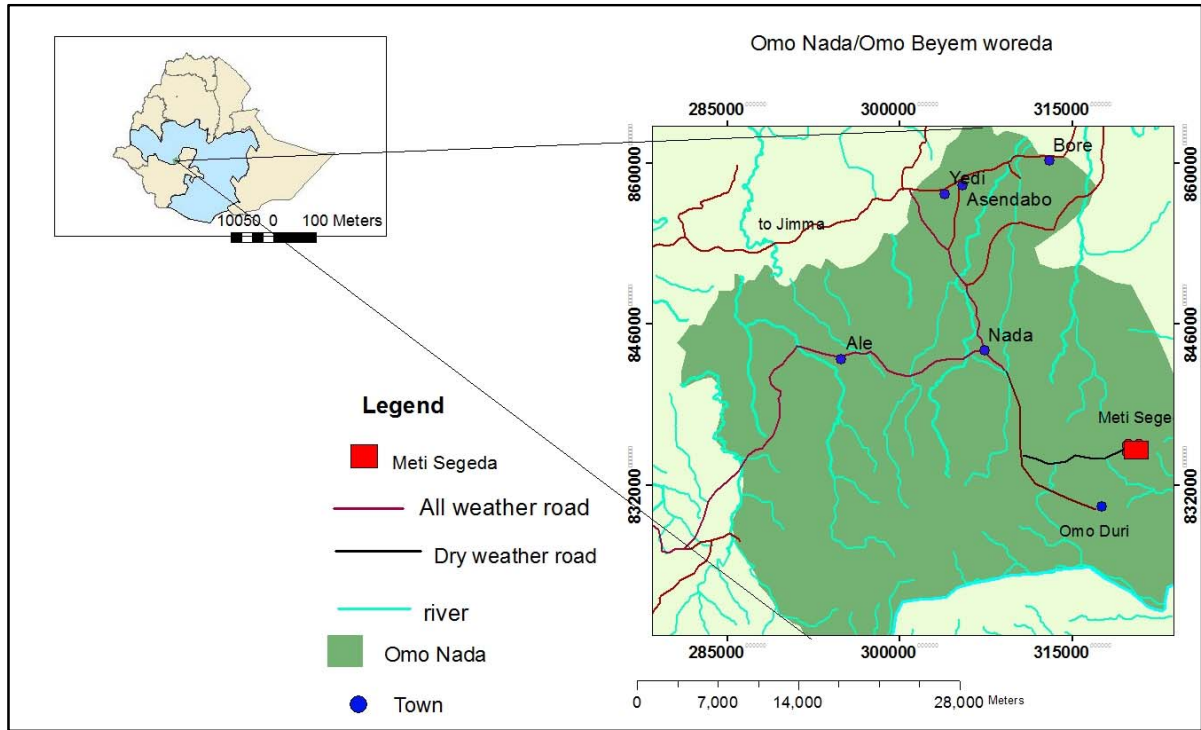 Omo Nada/Omo Beyem woreda
10050 0 100 Meters
285000 300000 315000
860000
846000
832000
860000
846000
832000
Bore
Yedi
Asendabo
to Jimma
Ale
Nada
Meti Sege
Omo Duri
285000 300000 315000
0 7,000 14,000 28,000 Meters
Legend
Meti Segeda
All weather road
Dry weather road
river
Omo Nada
Town